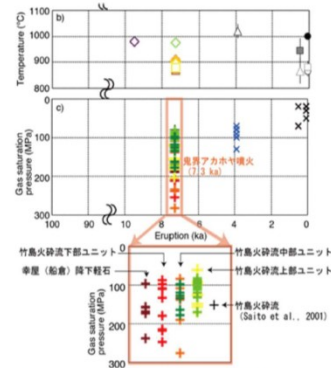 b)
Temperature (°C)
1100
1000
900
800
c)
Gas saturation pressure (MPa)
0
100
200
300
鬼界アカホヤ噴火
(7.3 ka)
10 8 6 4 2 0
Eruption (ka)
竹島火砕流下部ユニット
竹島火砕流中部ユニット
幸屋（船倉）降下軽石
竹島火砕流上部ユニット
竹島火砕流
(Saito et al., 2001)
Gas saturation pressure (MPa)
0
100
200
300